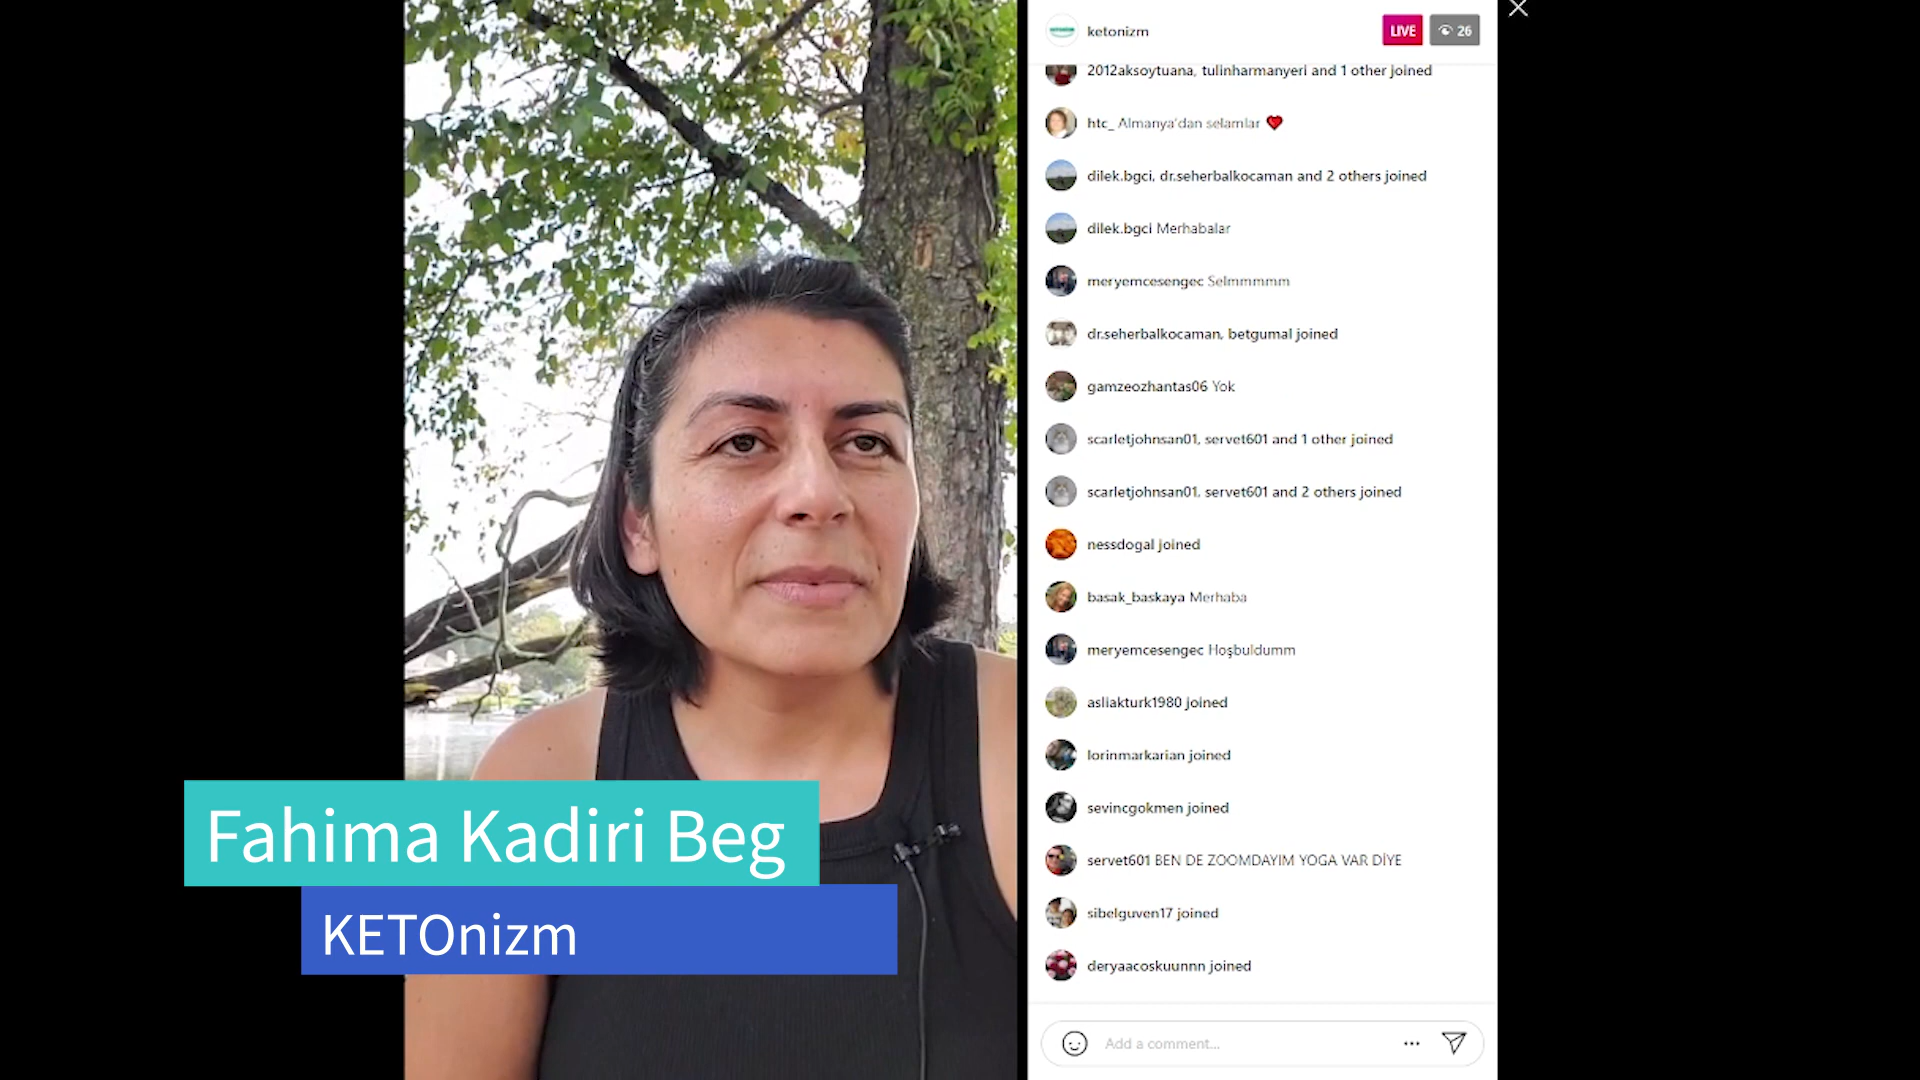 ketonizm
LIVE
26
2012aksoytuana, tulinharmanyeri and 1 other joined
htc_ Almanya'dan selamlar
dilek.bgci, dr.seherbalkocaman and 2 others joined
dilek.bgci Merhabalar
meryemcesengec Selmmmmm
dr.seherbalkocaman, betgumal joined
gamzeozhantas06 Yok
scarletjohnsan01, servet601 and 1 other joined
scarletjohnsan01, servet601 and 2 others joined
nessdogal joined
basak_baskaya Merhaba
meryemcesengec Hoşbuldumm
asliakturk1980 joined
lorinmarkarian joined
sevincgokmen joined
servet601 BEN DE ZOOMDAYIM YOGA VAR DİYE
sibelguven17 joined
deryaacoskuunnn joined
Add a comment...
Fahima Kadiri Beg
KETOnizm